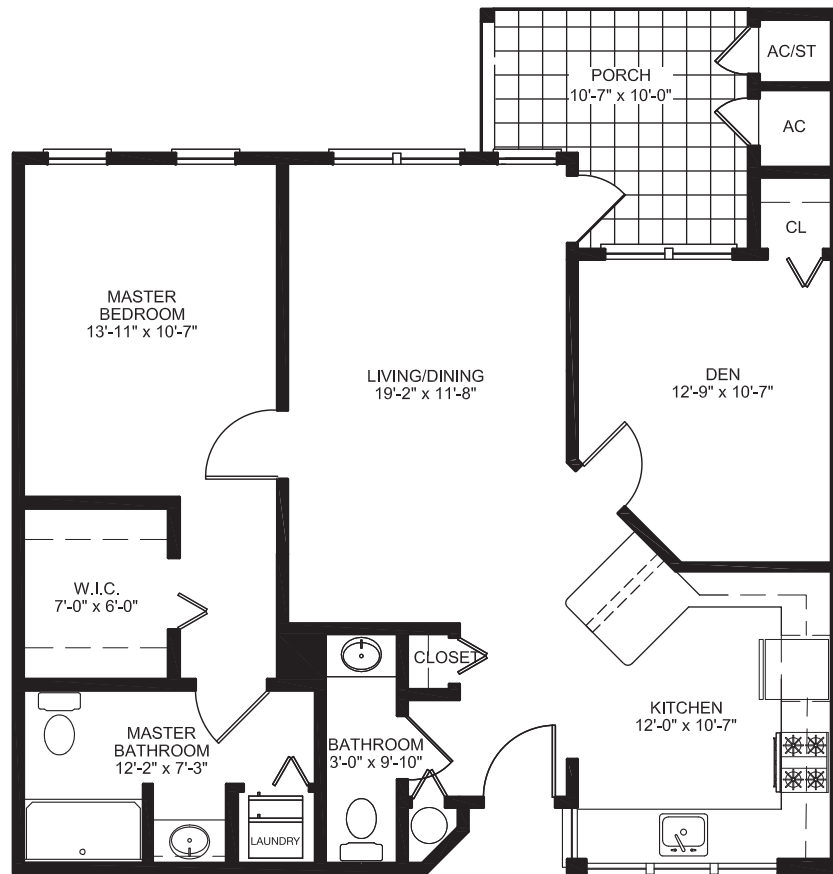 PORCH
10'-7" x 10'-0"
AC/ST
AC
CL
MASTER
BEDROOM
13'-11" x 10'-7"
LIVING/DINING
19'-2" x 11'-8"
DEN
12'-9" x 10'-7"
W.I.C.
7'-0" x 6'-0"
CLOSET
KITCHEN
12'-0" x 10'-7"
MASTER
BATHROOM
12'-2" x 7'-3"
BATHROOM
3'-0" x 9'-10"
LAUNDRY